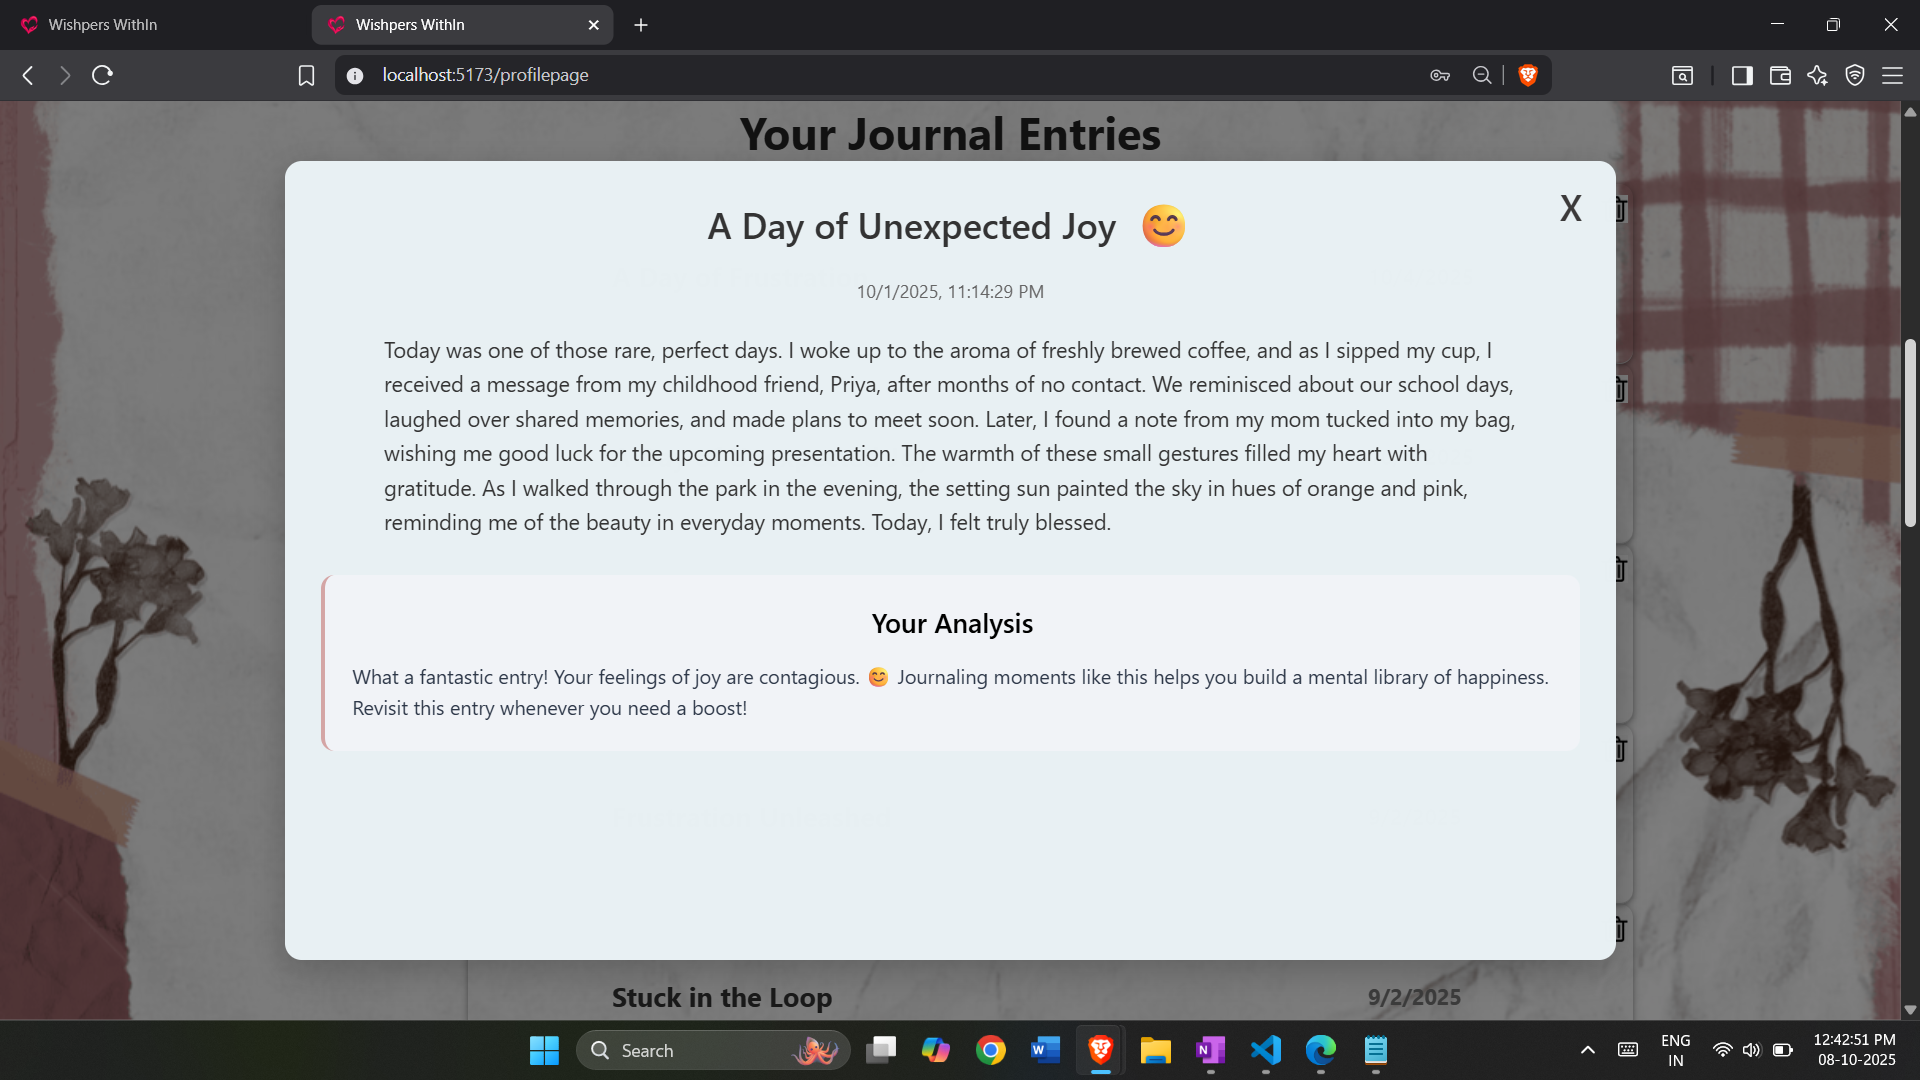 Wishpers WithIn
Wishpers WithIn
localhost:5173/profilepage
Your Journal Entries
X
A Day of Unexpected Joy 😊
10/1/2025, 11:14:29 PM
Today was one of those rare, perfect days. I woke up to the aroma of freshly brewed coffee, and as I sipped my cup, I
received a message from my childhood friend, Priya, after months of no contact. We reminisced about our school days,
laughed over shared memories, and made plans to meet soon. Later, I found a note from my mom tucked into my bag,
wishing me good luck for the upcoming presentation. The warmth of these small gestures filled my heart with
gratitude. As I walked through the park in the evening, the setting sun painted the sky in hues of orange and pink,
reminding me of the beauty in everyday moments. Today, I felt truly blessed.
Your Analysis
What a fantastic entry! Your feelings of joy are contagious. 😊 Journaling moments like this helps you build a mental library of happiness.
Revisit this entry whenever you need a boost!
Stuck in the Loop 9/2/2025
Search
ENG
IN
12:42:51 PM
08-10-2025